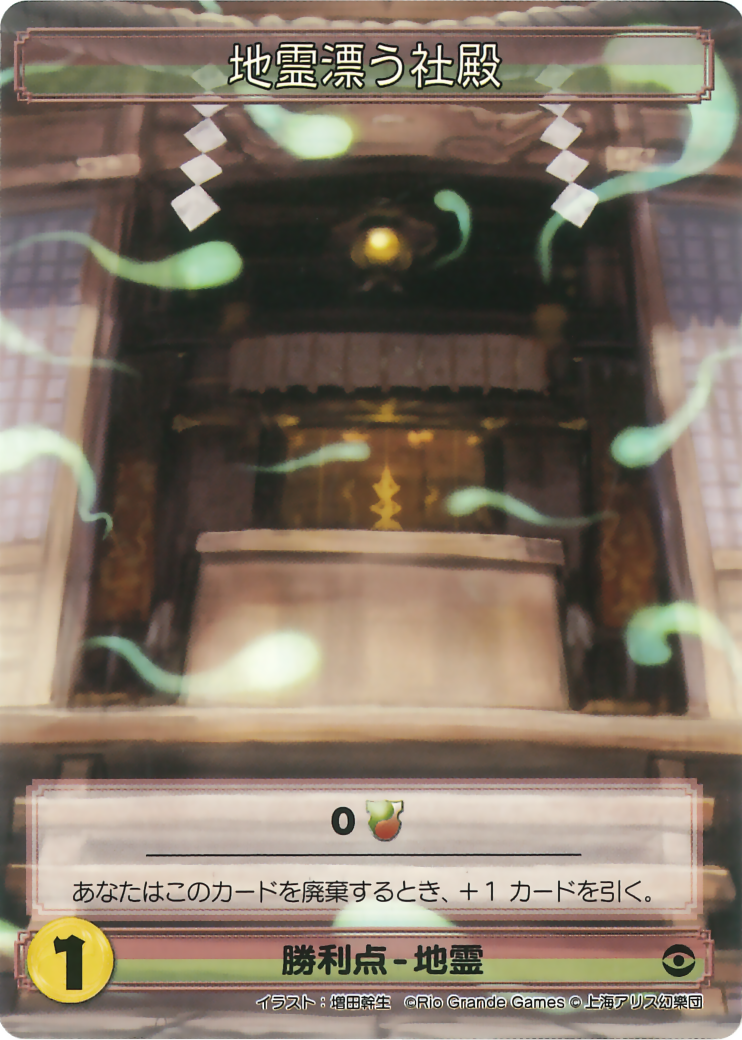 地霊漂う社殿
0
あなたはこのカードを廃棄するとき、+1 カードを引く。
1
勝利点-地霊
イラスト:増田幹生 ©Rio Grande Games © 上海アリス幻樂団